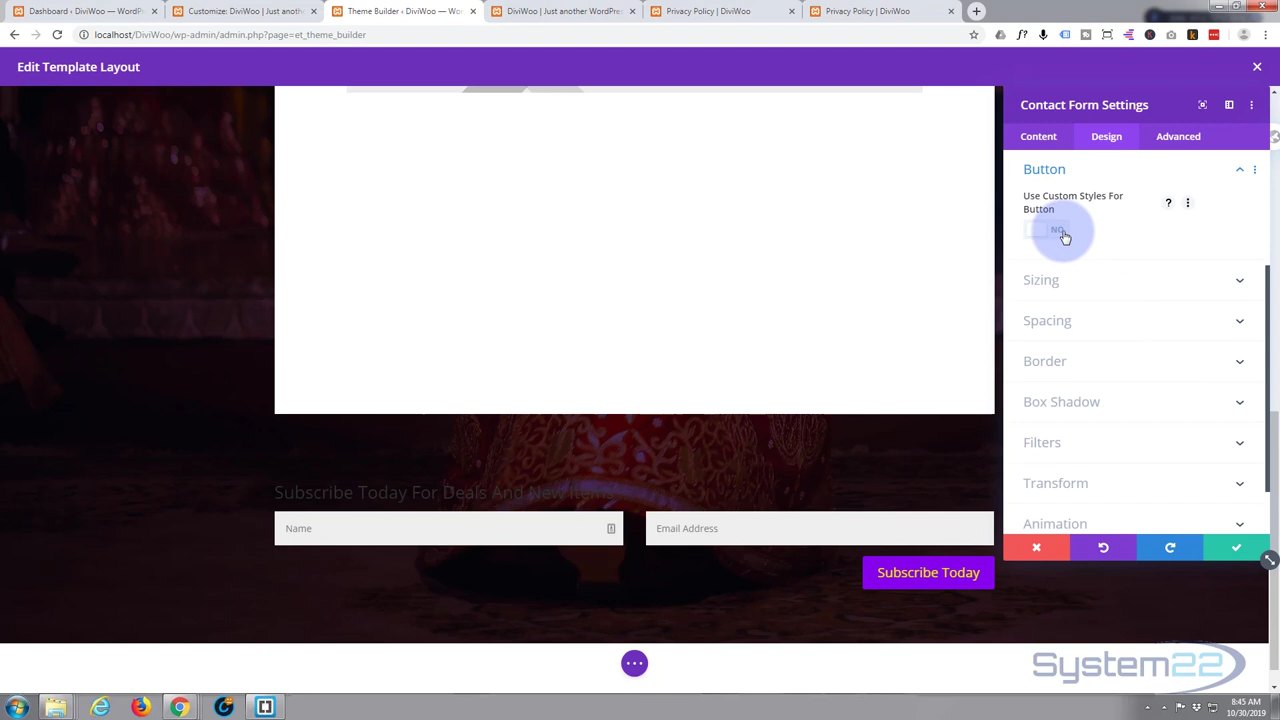 Dashboard ‹ DiviWoo — WordPr
Customize: DiviWoo | Just anothe
Theme Builder ‹ DiviWoo — Wo
DiviWoo | Just another WordPres
Privacy Policy | DiviWoo
Privacy Policy | DiviWoo
localhost/DiviWoo/wp-admin/admin.php?page=et_theme_builder
Edit Template Layout
Contact Form Settings
Content
Design
Advanced
Button
Use Custom Styles For
Button
NO
Sizing
Spacing
Border
Box Shadow
Filters
Transform
Animation
Subscribe Today For Deals And New Items
Name
Email Address
Subscribe Today
System22
8:45 AM
10/30/2019